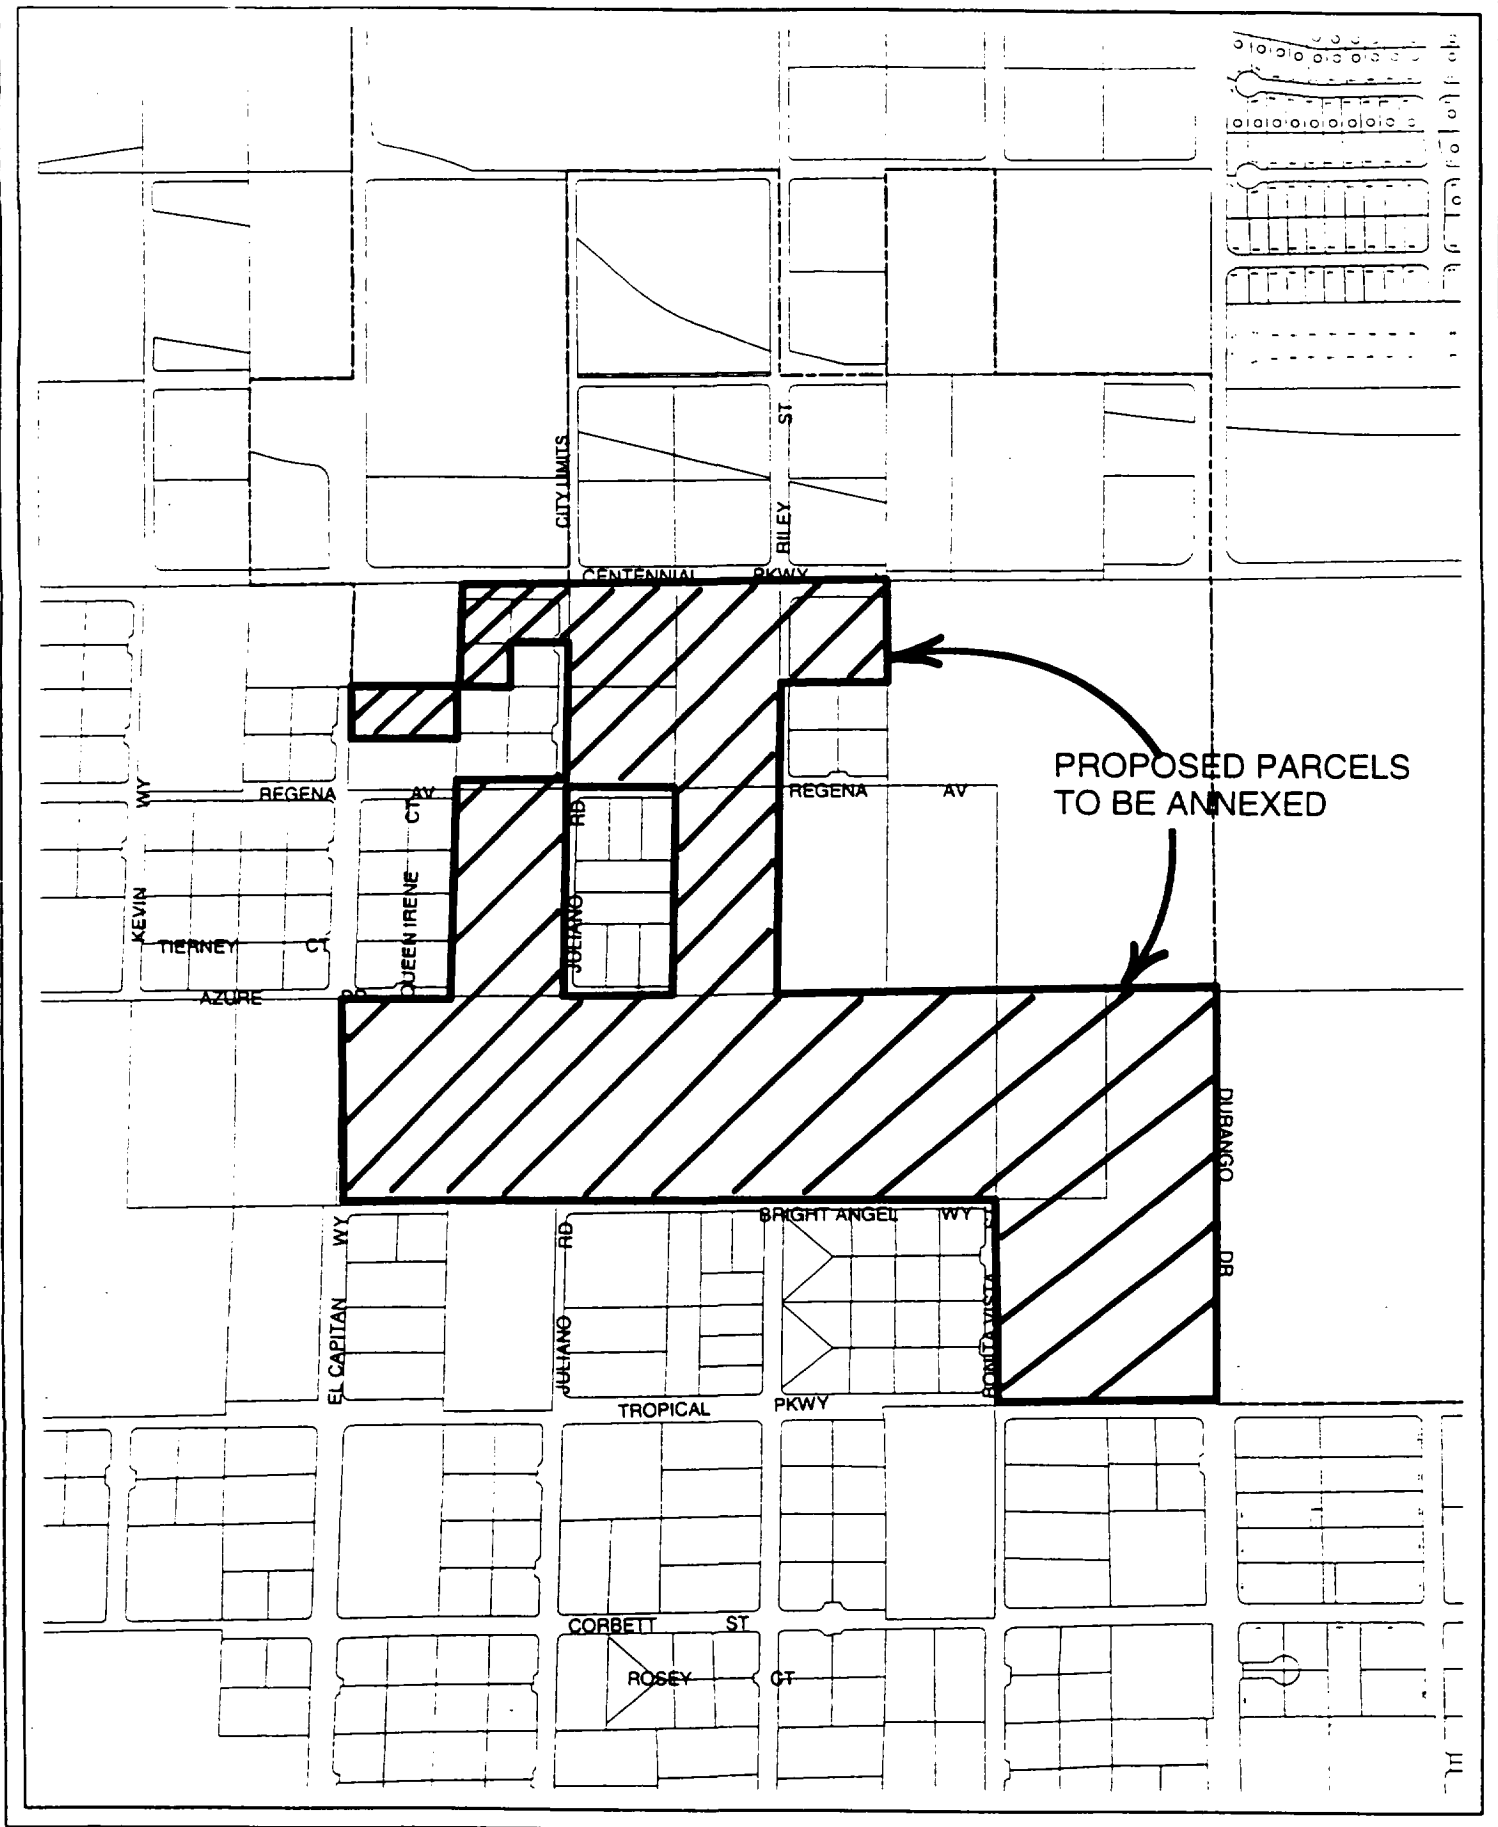 CITY LIMITS
RILEY ST
CENTENNIAL PKWY
PROPOSED PARCELS
TO BE ANNEXED
REGENA AV
REGENA AV
KEVIN WY
QUEEN IRENE CT
JULIANO RD
TIERNEY CT
AZURE DR
DURANGO DR
BRIGHT ANGEL WY
EL CAPITAN WY
JULIANO RD
BONITA VISTA
TROPICAL PKWY
CORBETT ST
ROSEY CT